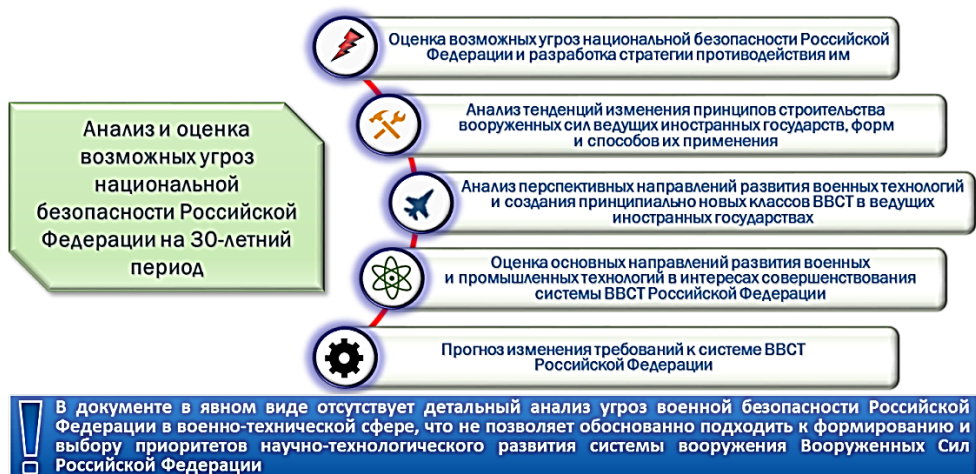 Анализ и оценка
возможных угроз
национальной
безопасности Российской
Федерации на 30-летний
период
Оценка возможных угроз национальной безопасности Российской
Федерации и разработка стратегии противодействия им
Анализ тенденций изменения принципов строительства
вооруженных сил ведущих иностранных государств, форм
и способов их применения
Анализ перспективных направлений развития военных технологий
и создания принципиально новых классов ВВСТ в ведущих
иностранных государствах
Оценка основных направлений развития военных
и промышленных технологий в интересах совершенствования
системы ВВСТ Российской Федерации
Прогноз изменения требований к системе ВВСТ
Российской Федерации
! В документе в явном виде отсутствует детальный анализ угроз военной безопасности Российской
Федерации в военно-технической сфере, что не позволяет обоснованно подходить к формированию и
выбору приоритетов научно-технологического развития системы вооружения Вооруженных Сил
Российской Федерации